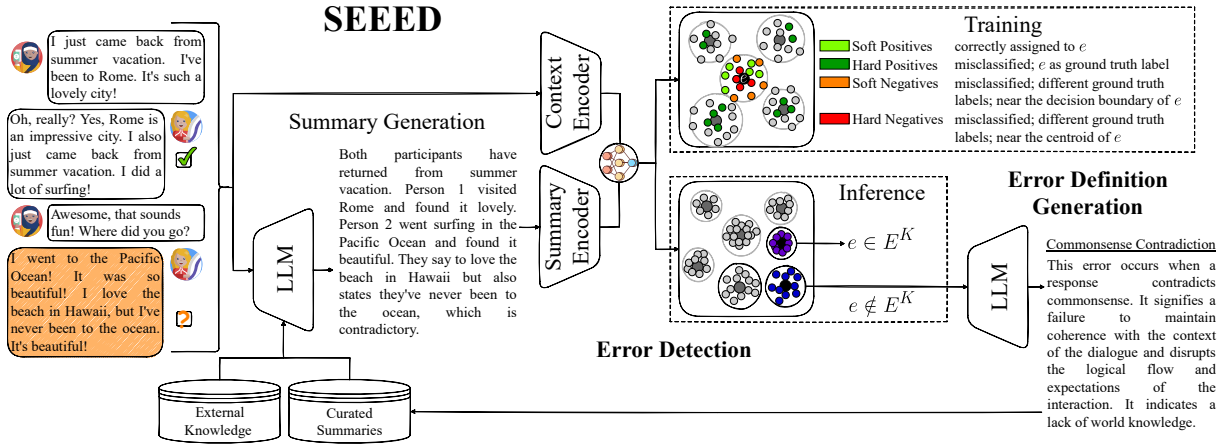 SEEED
I just came back from
summer vacation. I've
been to Rome. It's such a
lovely city!
Oh, really? Yes, Rome is
an impressive city. I also
just came back from
summer vacation. I did a
lot of surfing!
Awesome, that sounds
fun! Where did you go?
I went to the Pacific
Ocean! It was so
beautiful! I love the
beach in Hawaii, but I've
never been to the ocean.
It's beautiful!
?
LLM
External
Knowledge
Curated
Summaries
Summary Generation
Both participants have
returned from summer
vacation. Person 1 visited
Rome and found it lovely.
Person 2 went surfing in the
Pacific Ocean and found it
beautiful. They say to love the
beach in Hawaii but also
states they've never been to
the ocean, which is
contradictory.
Context
Encoder
Summary
Encoder
Error Detection
Training
e
Soft Positives correctly assigned to e
Hard Positives misclassified; e as ground truth label
Soft Negatives misclassified; different ground truth
labels; near the decision boundary of e
Hard Negatives misclassified; different ground truth
labels; near the centroid of e
Inference
e ∈ E^K
e ∉ E^K
Error Definition
Generation
LLM
Commonsense Contradiction
This error occurs when a
response contradicts
commonsense. It signifies a
failure to maintain
coherence with the context
of the dialogue and disrupts
the logical flow and
expectations of the
interaction. It indicates a
lack of world knowledge.